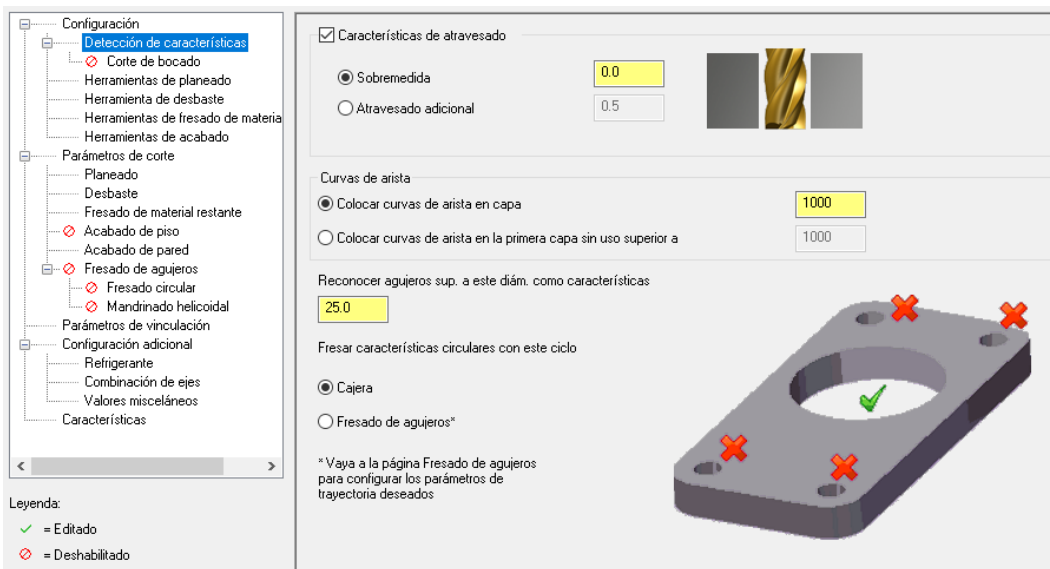 Configuración
Detección de características
Corte de bocado
Herramientas de planeado
Herramienta de desbaste
Herramientas de fresado de materia
Herramientas de acabado
Parámetros de corte
Planeado
Desbaste
Fresado de material restante
Acabado de piso
Acabado de pared
Fresado de agujeros
Fresado circular
Mandrinado helicoidal
Parámetros de vinculación
Configuración adicional
Refrigerante
Combinación de ejes
Valores misceláneos
Características
Leyenda:
= Editado
= Deshabilitado
Características de atravesado
Sobremedida 0.0
Atravesado adicional 0.5
Curvas de arista
Colocar curvas de arista en capa 1000
Colocar curvas de arista en la primera capa sin uso superior a 1000
Reconocer agujeros sup. a este diám. como características
25.0
Fresar características circulares con este ciclo
Cajera
Fresado de agujeros*
* Vaya a la página Fresado de agujeros
para configurar los parámetros de
trayectoria deseados